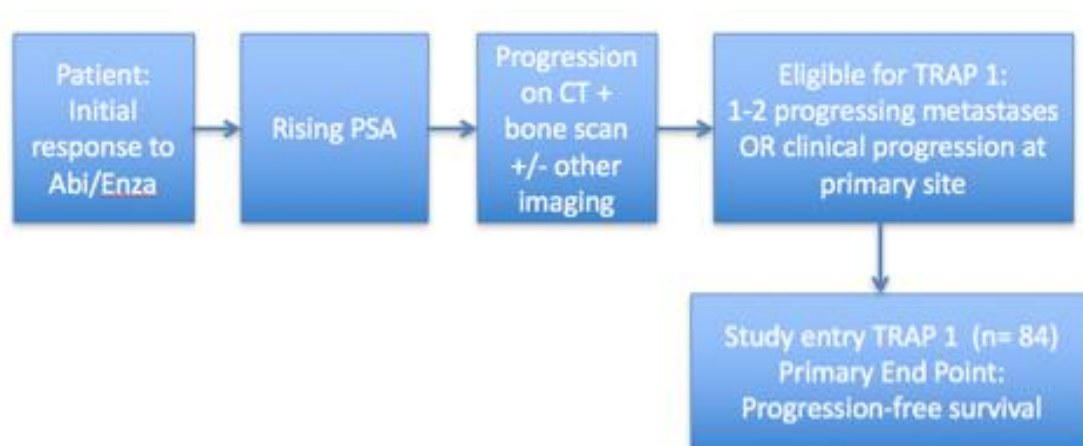 Patient:
Initial
response to
Abi/Enza
Rising PSA
Progression
on CT +
bone scan
+/- other
imaging
Eligible for TRAP 1:
1-2 progressing metastases
OR clinical progression at
primary site
Study entry TRAP 1 (n= 84)
Primary End Point:
Progression-free survival